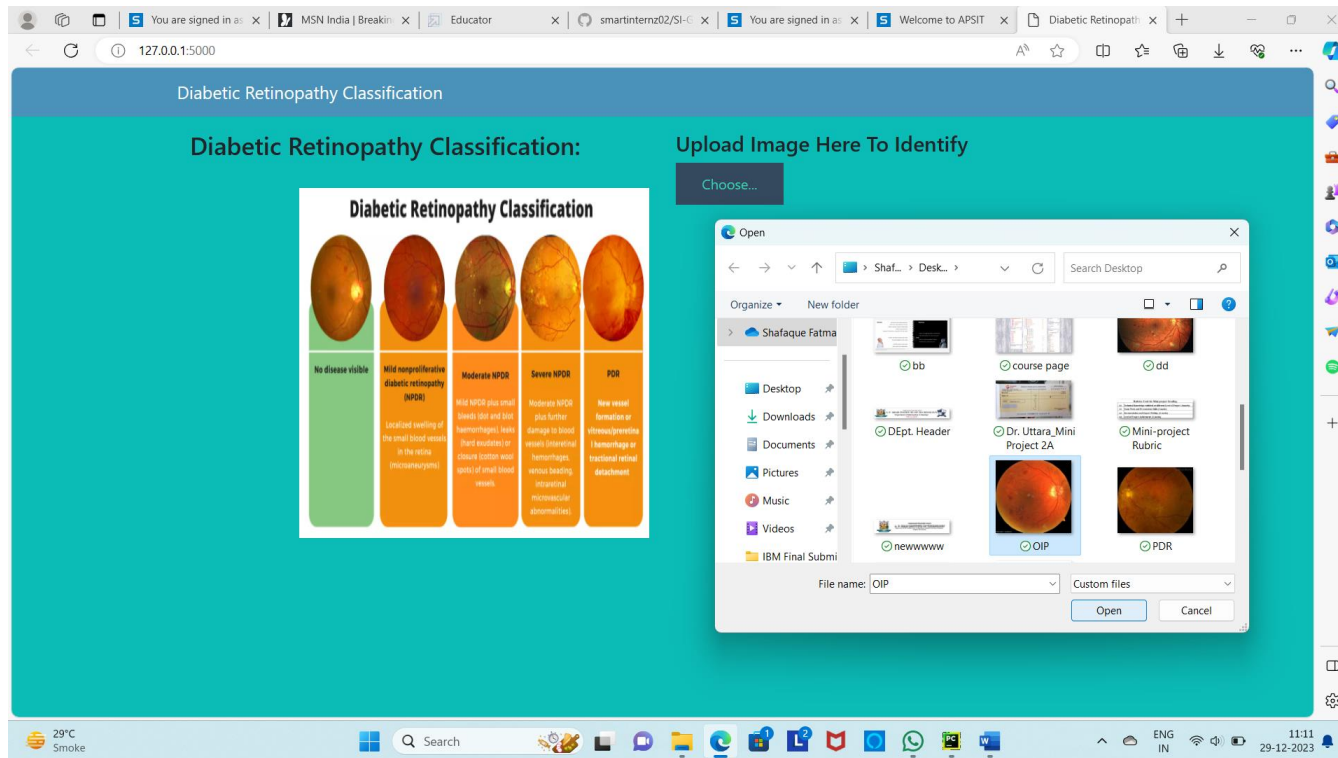 You are signed in as
MSN India | Breakin
Educator
smartinternz02/SI-G
You are signed in as
Welcome to APSIT
Diabetic Retinopath
127.0.0.1:5000
Diabetic Retinopathy Classification
Diabetic Retinopathy Classification:
Diabetic Retinopathy Classification
No disease visible
Mild nonproliferative
diabetic retinopathy
(NPDR)
Localized swelling of
the small blood vessels
in the retina
(microaneurysms)
Moderate NPDR
Mild NPDR plus small
bleeds (dot and blot
haemorrhages), leaks
(hard exudates) or
closure (cotton wool
spots) of small blood
vessels
Severe NPDR
Moderate NPDR
plus further
damage to blood
vessels (interetinal
hemorrhages,
venous beading,
intraretinal
microvascular
abnormalities).
PDR
New vessel
formation or
vitreous/preretina
l hemorrhage or
tractional retinal
detachment
Upload Image Here To Identify
Choose...
Open
Shaf... > Desk... >
Search Desktop
Organize
New folder
Shafaque Fatma
Desktop
Downloads
Documents
Pictures
Music
Videos
IBM Final Submi
bb
course page
dd
DEpt. Header
Dr. Uttara_Mini
Project 2A
Mini-project
Rubric
newwwww
OIP
PDR
File name: OIP
Custom files
Open
Cancel
29°C
Smoke
Search
ENG
IN
11:11
29-12-2023